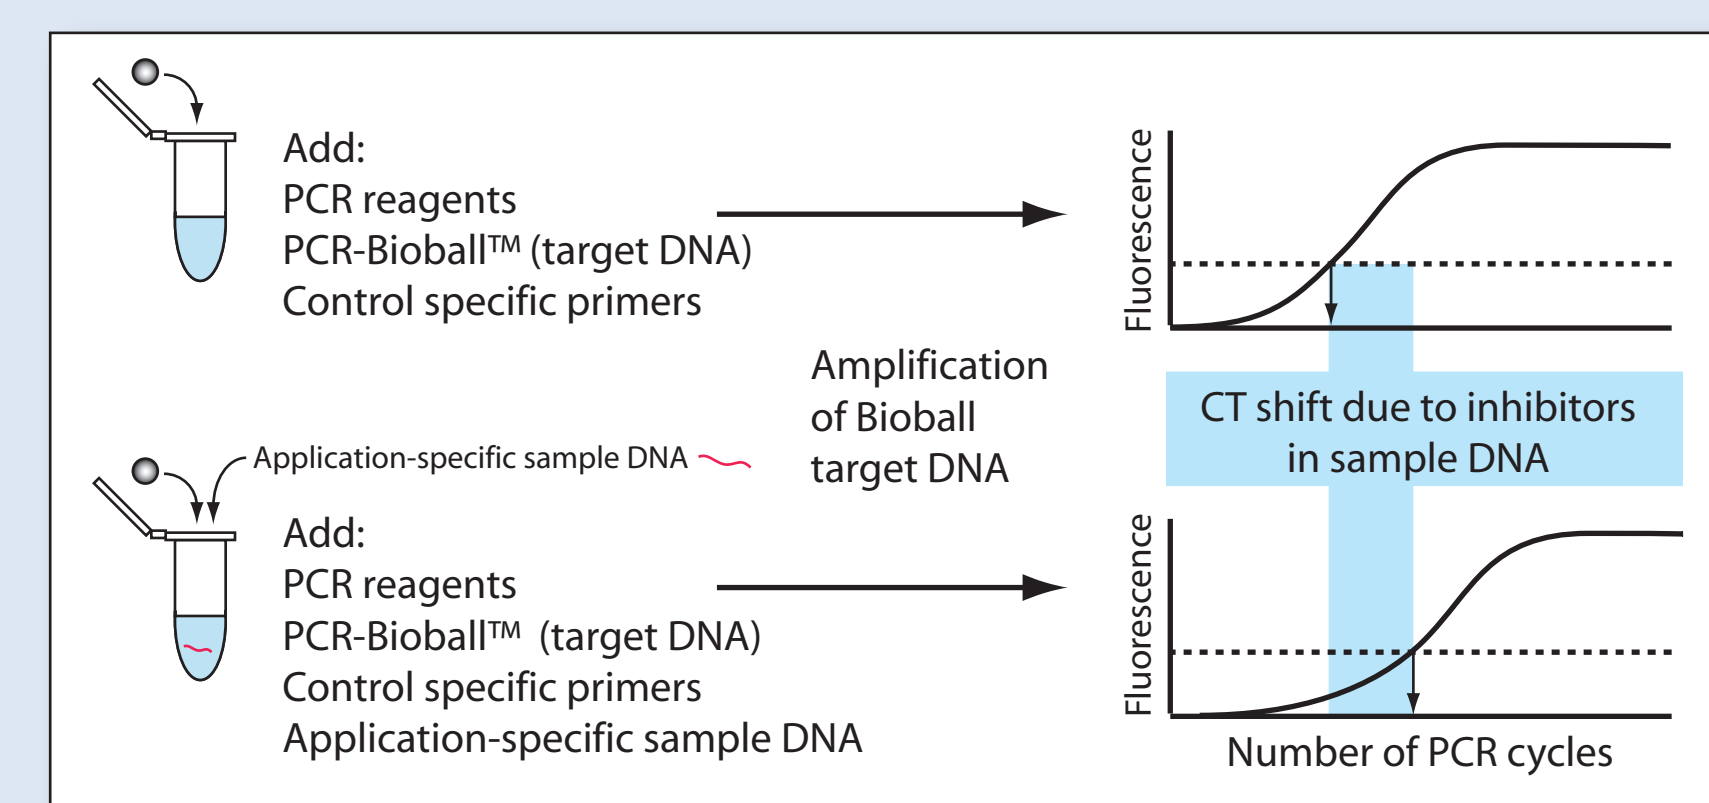 Add:
PCR reagents
PCR-Bioball™ (target DNA)
Control specific primers
Fluorescence
Amplification
of Bioball
target DNA
CT shift due to inhibitors
in sample DNA
Application-specific sample DNA
Add:
PCR reagents
PCR-Bioball™ (target DNA)
Control specific primers
Application-specific sample DNA
Fluorescence
Number of PCR cycles